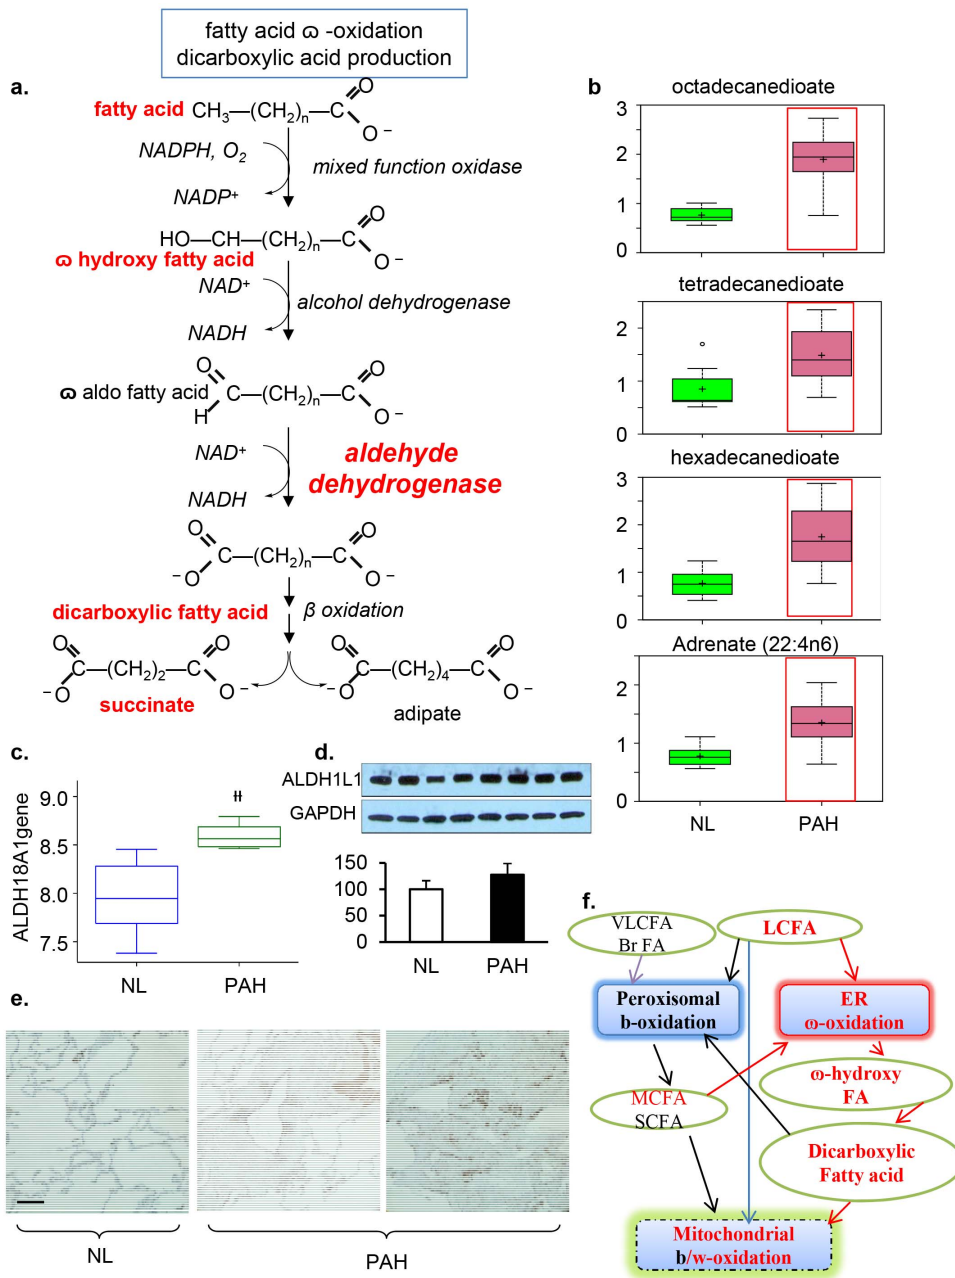 fatty acid ϖ -oxidation
dicarboxylic acid production
a.
fatty acid CH₃—(CH₂)ₙ—C O O⁻
NADPH, O₂
mixed function oxidase
NADP⁺
HO—CH—(CH₂)ₙ—C O O⁻
ϖ hydroxy fatty acid
NAD⁺
alcohol dehydrogenase
NADH
O H C—(CH₂)ₙ—C O O⁻
ϖ aldo fatty acid
NAD⁺
aldehyde
dehydrogenase
NADH
O ⁻O C—(CH₂)ₙ—C O O⁻
dicarboxylic fatty acid
β oxidation
O ⁻O C—(CH₂)₂—C O O⁻
succinate
O ⁻O C—(CH₂)₄—C O O⁻
adipate
b
octadecanedioate
3
2
1
0
tetradecanedioate
2
1
0
hexadecanedioate
3
2
1
0
Adrenate (22:4n6)
2
1
0
NL PAH
c.
ALDH18A1gene
9.0
8.5
8.0
7.5
ƚƚ
NL PAH
d.
ALDH1L1
GAPDH
150
100
50
0
NL PAH
e.
NL PAH
f.
VLCFA
Br FA
LCFA
Peroxisomal
b-oxidation
ER
ω-oxidation
ω-hydroxy
FA
MCFA
SCFA
Dicarboxylic
Fatty acid
Mitochondrial
b/w-oxidation